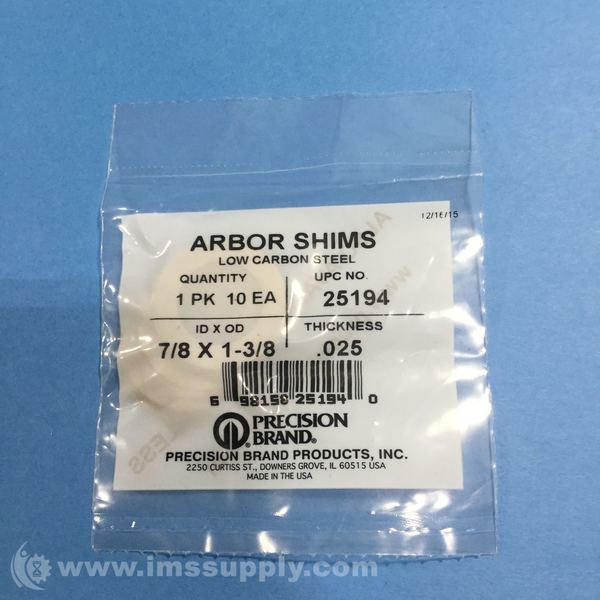 12/16/15
ARBOR SHIMS
LOW CARBON STEEL
QUANTITY
UPC NO.
1 PK 10 EA
25194
ID X OD
THICKNESS
7/8 X 1-3/8
.025
6 98158 25194 0
PRECISION
BRAND®
PRECISION BRAND PRODUCTS, INC.
2250 CURTISS ST., DOWNERS GROVE, IL 60515 USA
MADE IN THE USA
www.imssupply.com